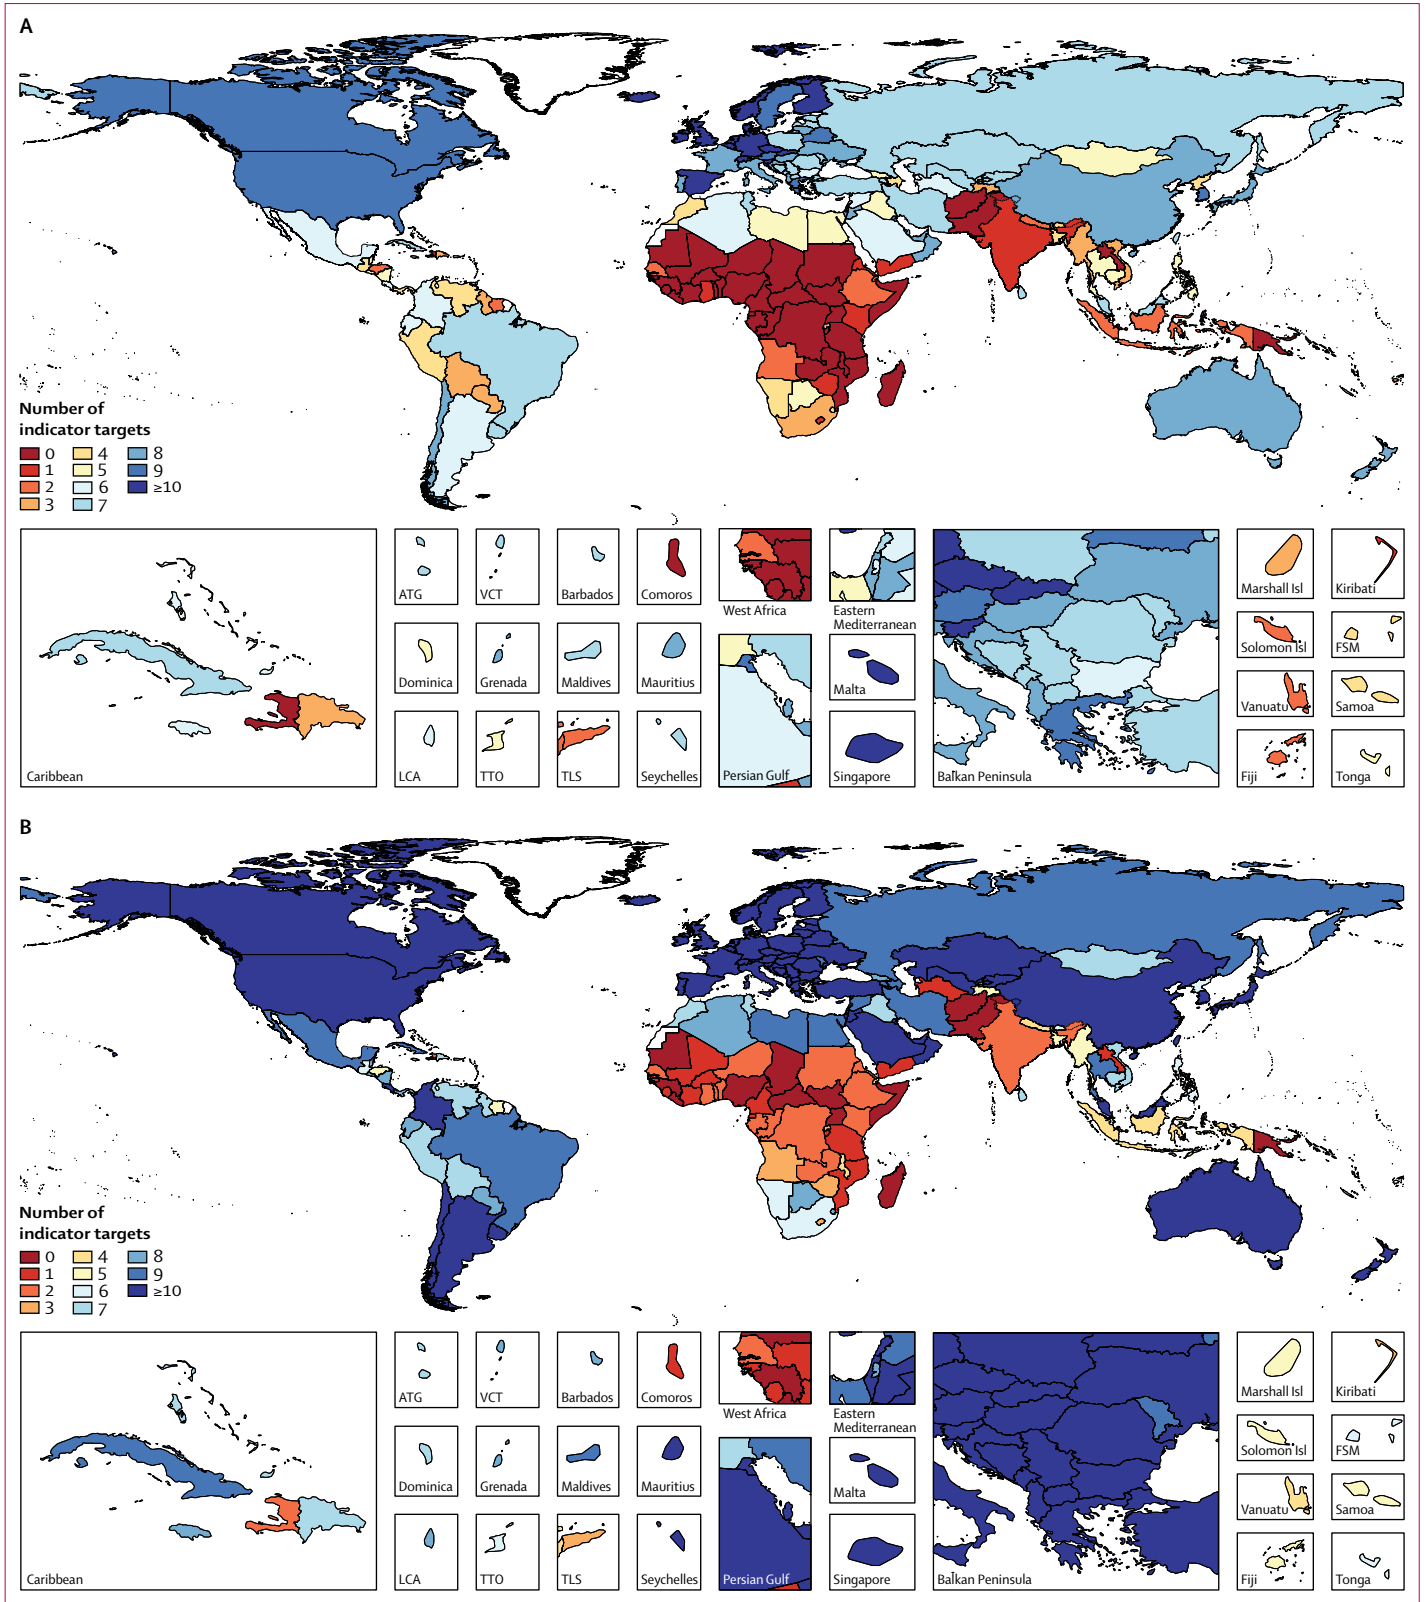 A
Number of
indicator targets
0 4 8
1 5 9
2 6 ≥10
3 7
ATG
VCT
Barbados
Comoros
West Africa
Eastern
Mediterranean
Marshall Isl
Kiribati
Dominica
Grenada
Maldives
Mauritius
Malta
Solomon Isl
FSM
Vanuatu
Samoa
Caribbean
LCA
TTO
TLS
Seychelles
Persian Gulf
Singapore
Balkan Peninsula
Fiji
Tonga
B
Number of
indicator targets
0 4 8
1 5 9
2 6 ≥10
3 7
ATG
VCT
Barbados
Comoros
West Africa
Eastern
Mediterranean
Marshall Isl
Kiribati
Dominica
Grenada
Maldives
Mauritius
Malta
Solomon Isl
FSM
Vanuatu
Samoa
Caribbean
LCA
TTO
TLS
Seychelles
Persian Gulf
Singapore
Balkan Peninsula
Fiji
Tonga